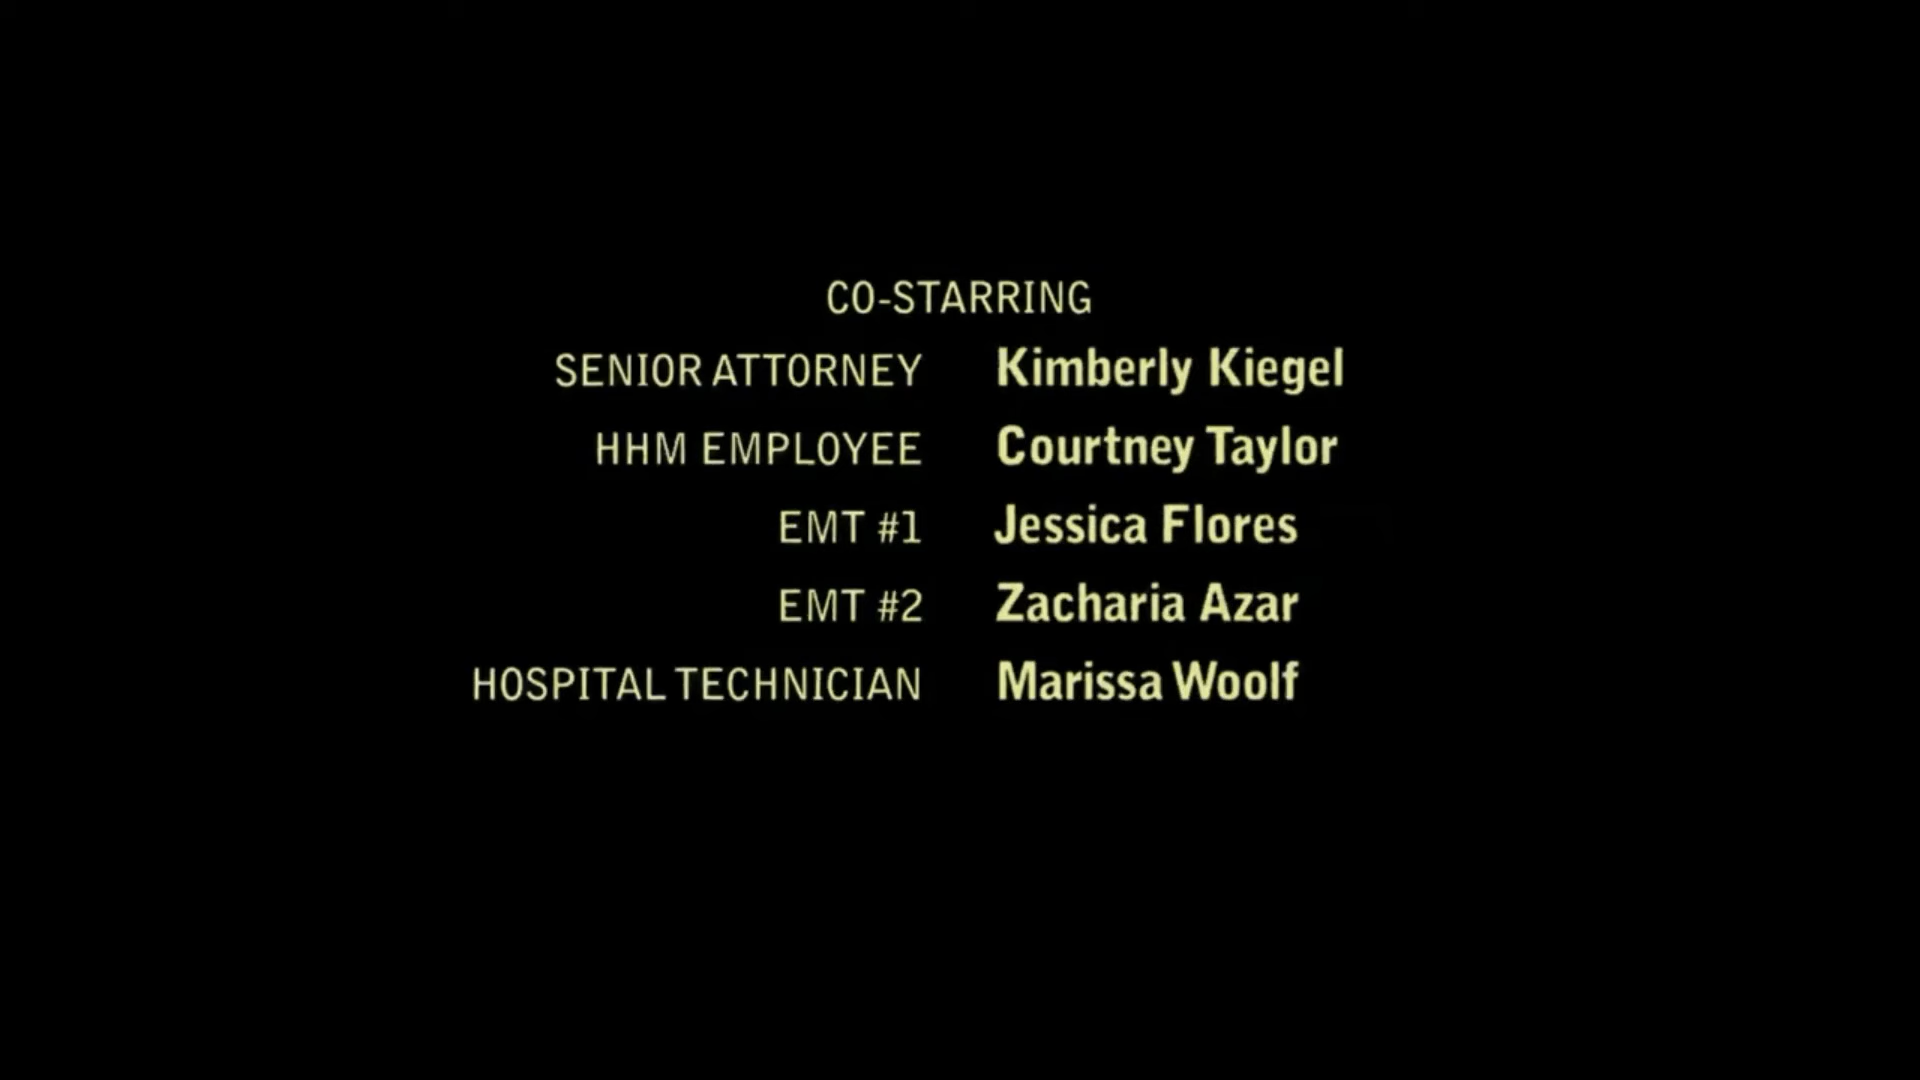 CO-STARRING
SENIOR ATTORNEY Kimberly Kiegel
HHM EMPLOYEE Courtney Taylor
EMT #1 Jessica Flores
EMT #2 Zacharia Azar
HOSPITAL TECHNICIAN Marissa Woolf